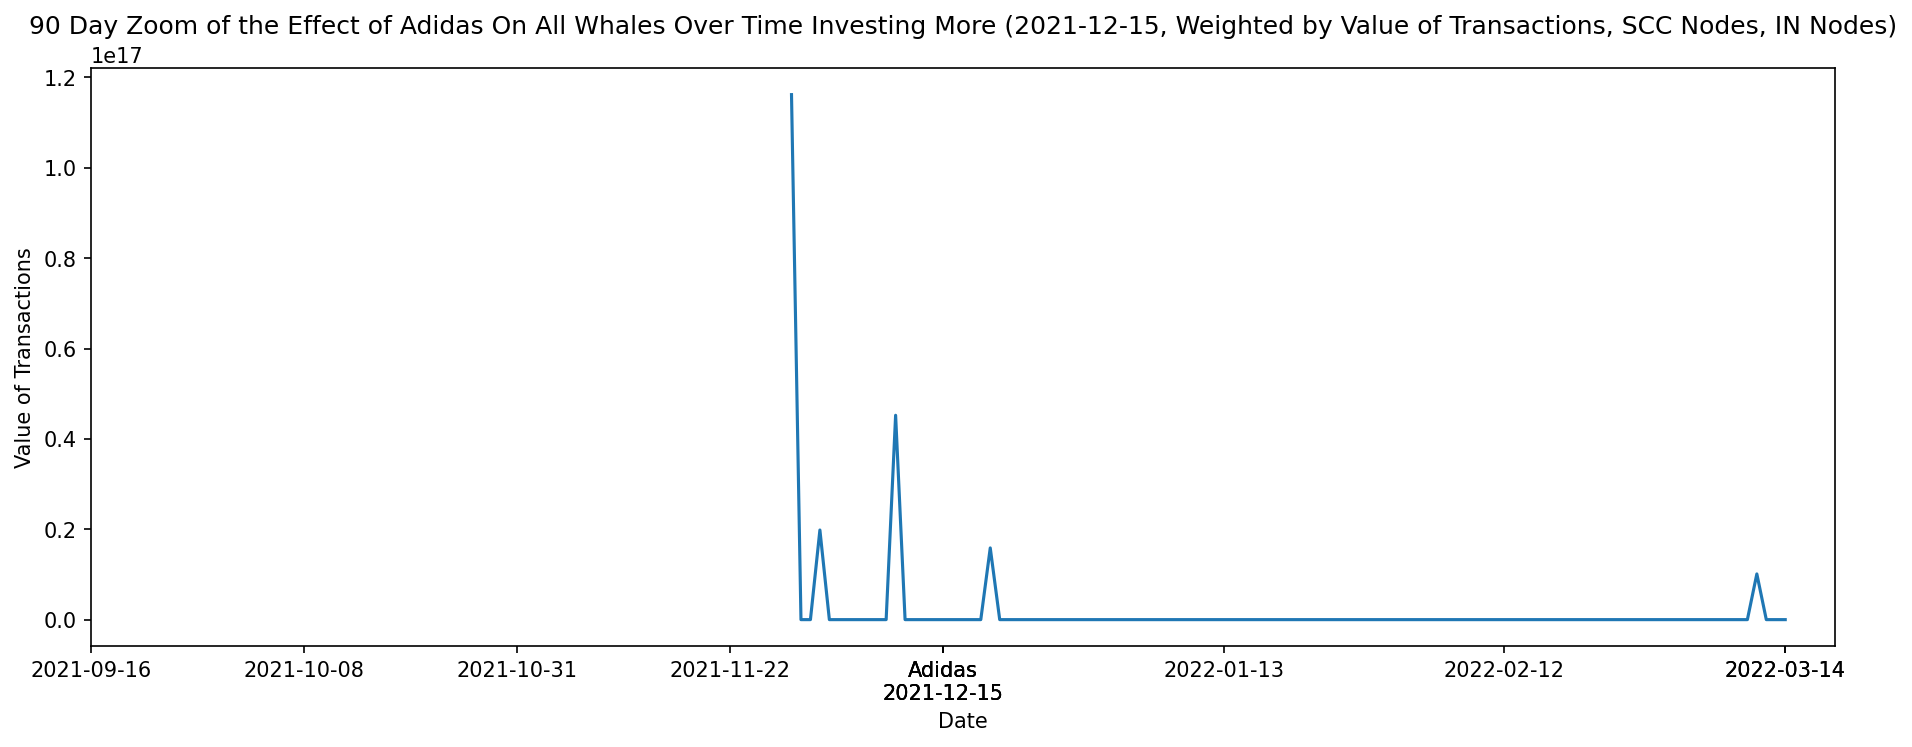 90 Day Zoom of the Effect of Adidas On All Whales Over Time Investing More (2021-12-15, Weighted by Value of Transactions, SCC Nodes, IN Nodes)
1e17
1.2
1.0
0.8
0.6
0.4
0.2
0.0
Value of Transactions
2021-09-16 2021-10-08 2021-10-31 2021-11-22 Adidas 2022-01-13 2022-02-12 2022-03-14
2021-12-15
Date